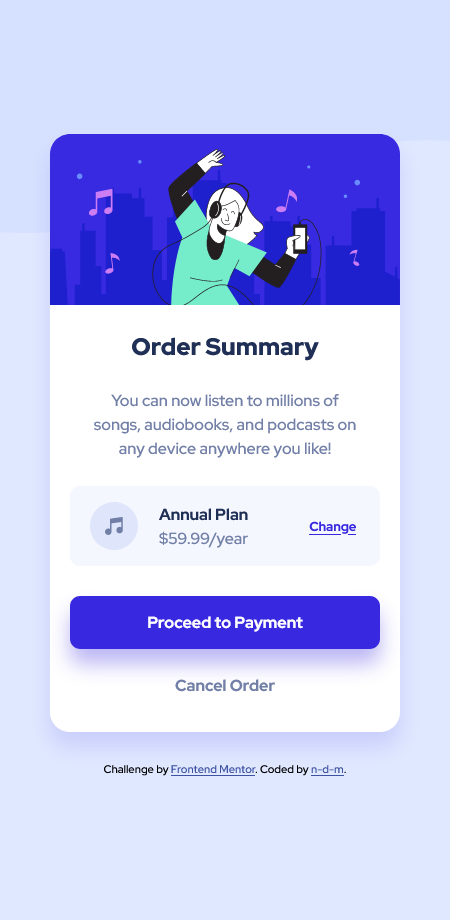 Order Summary
You can now listen to millions of
songs, audiobooks, and podcasts on
any device anywhere you like!
Annual Plan
$59.99/year
Change
Proceed to Payment
Cancel Order
Challenge by Frontend Mentor. Coded by n-d-m.